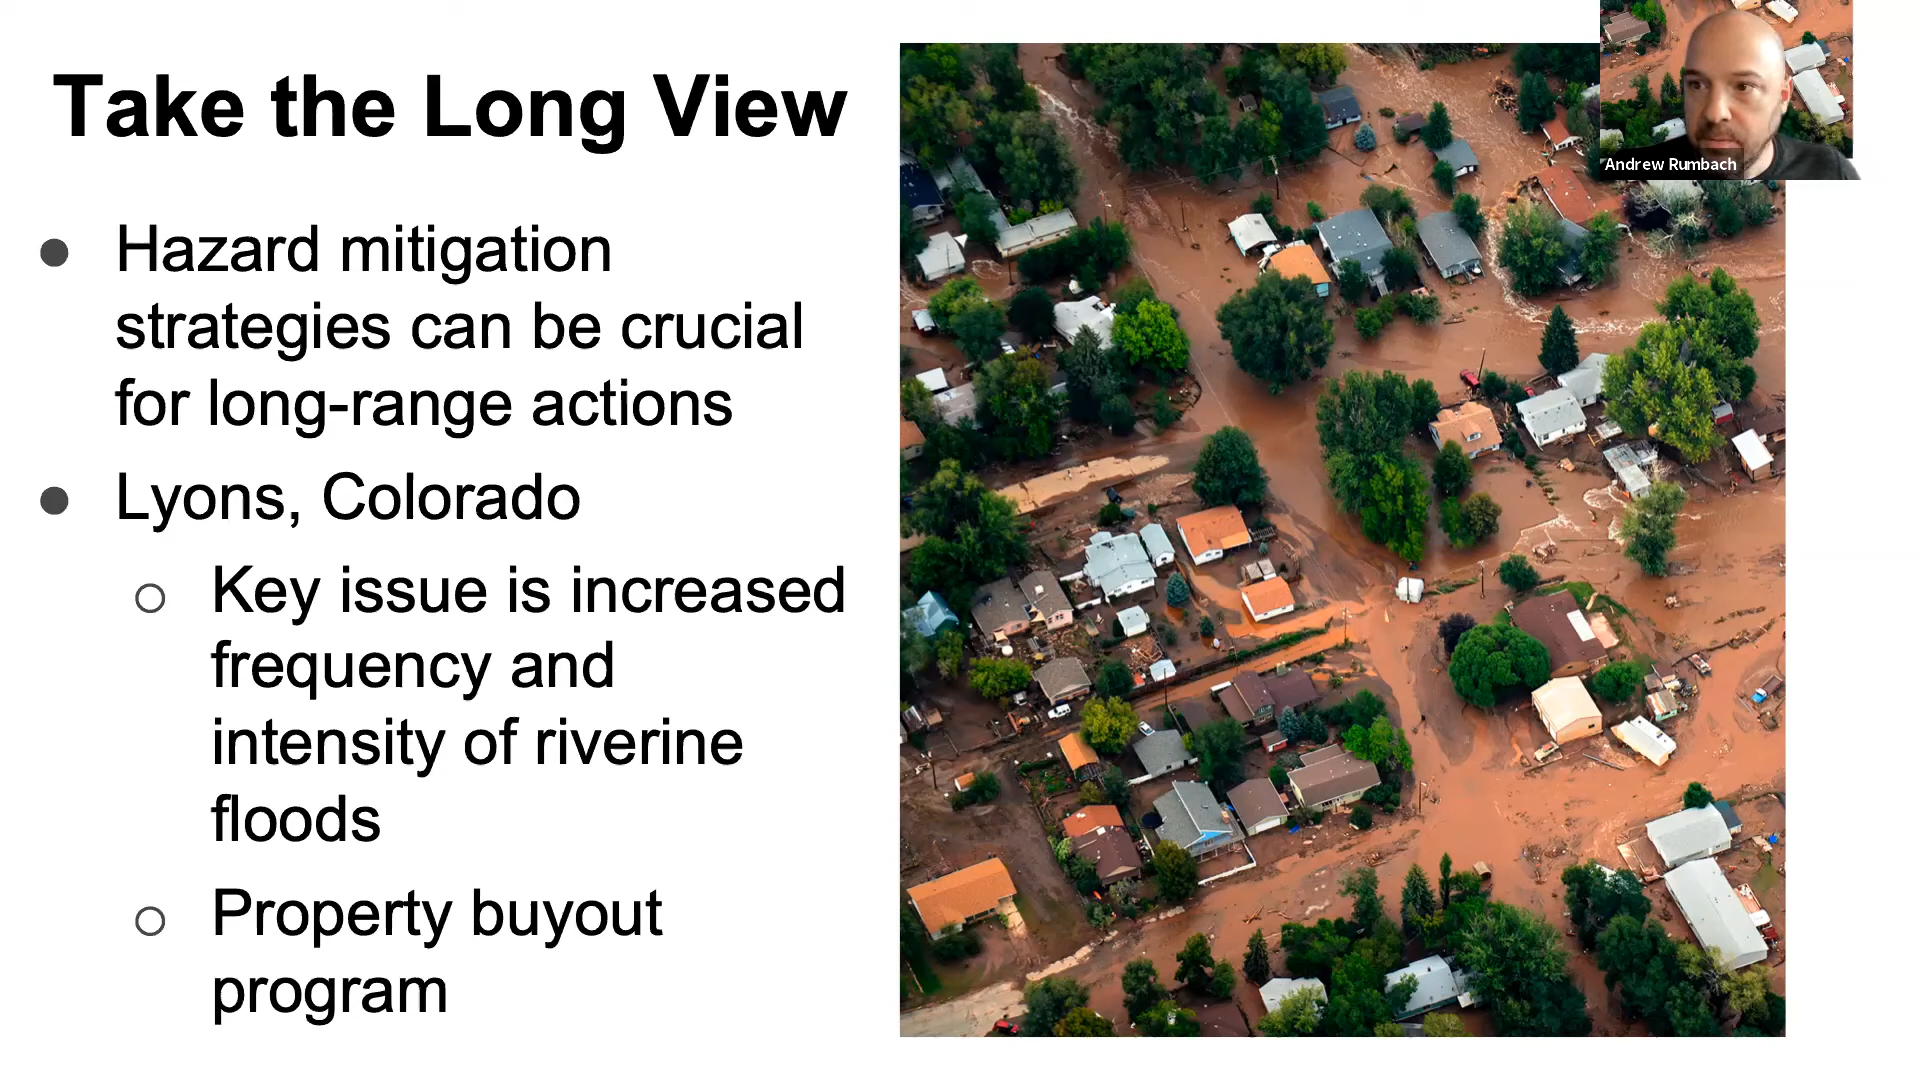 Take the Long View
Andrew Rumbach
● Hazard mitigation
strategies can be crucial
for long-range actions
● Lyons, Colorado
○ Key issue is increased
frequency and
intensity of riverine
floods
○ Property buyout
program